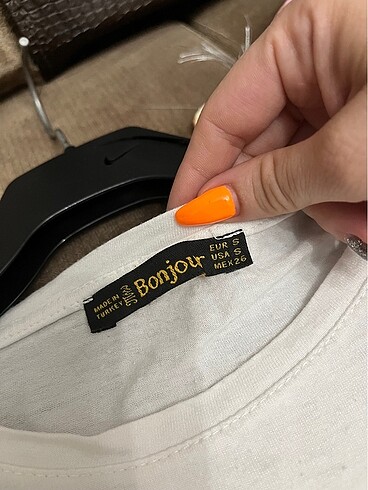 MADE IN
TURKEY
Bonjour
EUR S
USA S
MEX 26